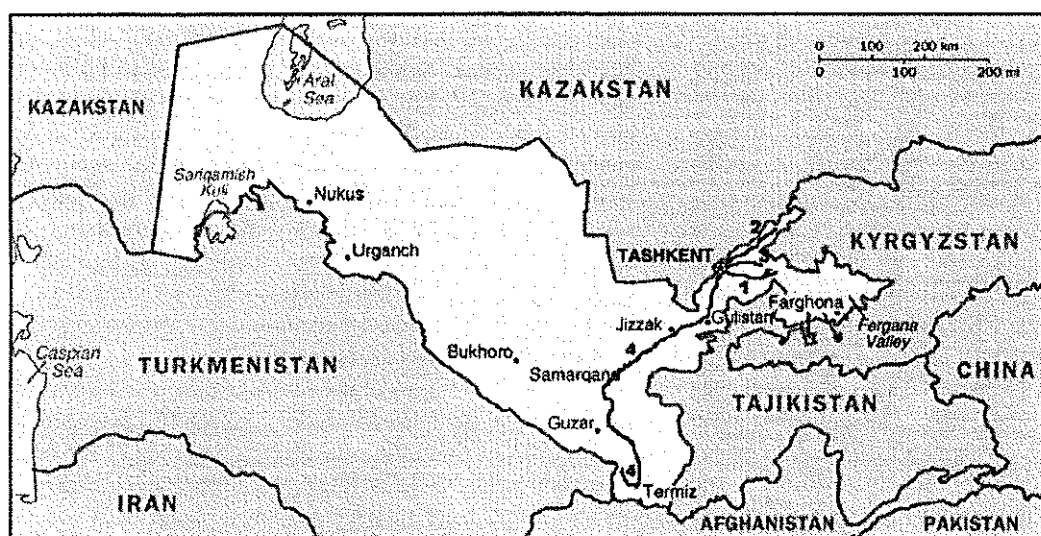 0 100 200 km
0 100 200 mi
Aral
Sea
KAZAKSTAN
KAZAKSTAN
Sariqamish
Kuli
Nukus
2
KYRGYZSTAN
TASHKENT
3
Urganch
1
Farghona
Gulistan
Jizzak
Fergana
Valley
4
Caspian
Sea
TURKMENISTAN
Bukhoro
Samarqand
CHINA
TAJIKISTAN
Guzar
4
Termiz
IRAN
AFGHANISTAN
PAKISTAN